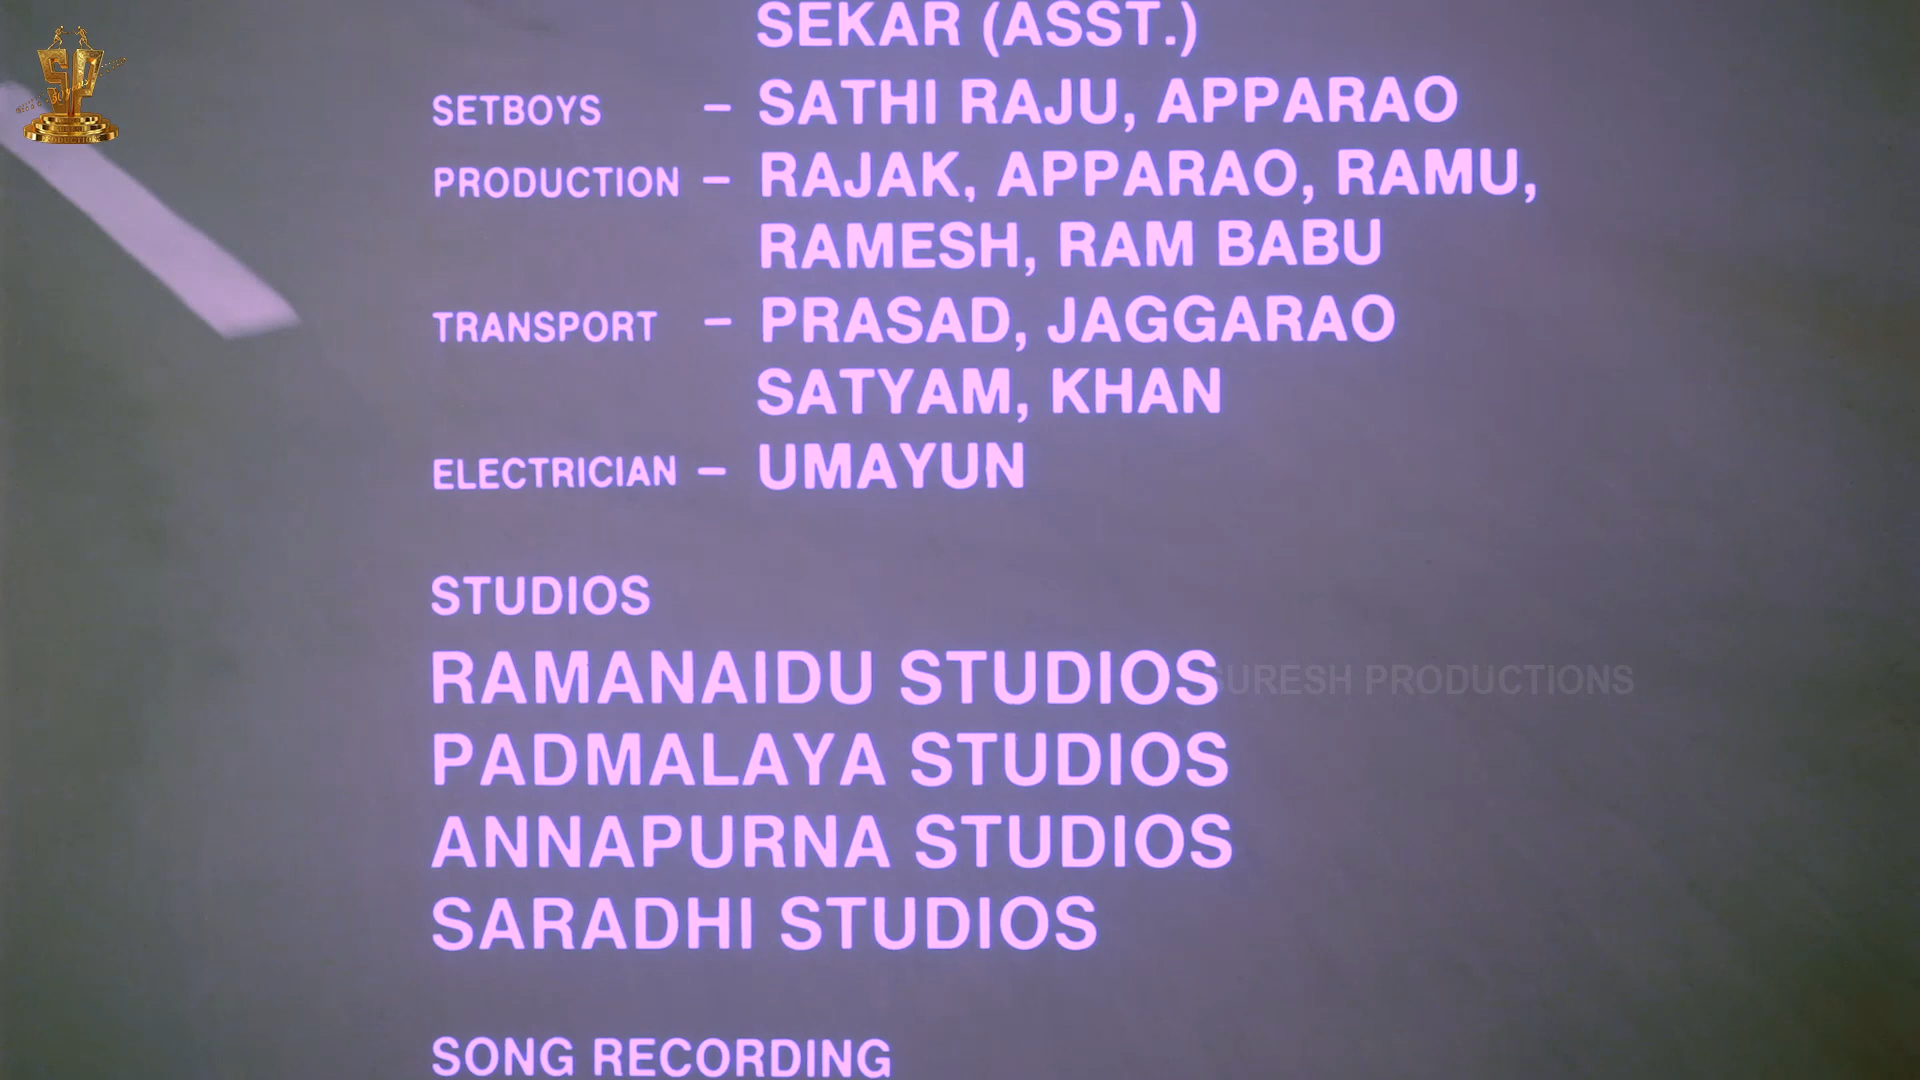 SEKAR (ASST.)
SETBOYS – SATHI RAJU, APPARAO
PRODUCTION – RAJAK, APPARAO, RAMU,
RAMESH, RAM BABU
TRANSPORT – PRASAD, JAGGARAO
SATYAM, KHAN
ELECTRICIAN – UMAYUN
STUDIOS
RAMANAIDU STUDIOS
SURESH PRODUCTIONS
PADMALAYA STUDIOS
ANNAPURNA STUDIOS
SARADHI STUDIOS
SONG RECORDING
SP